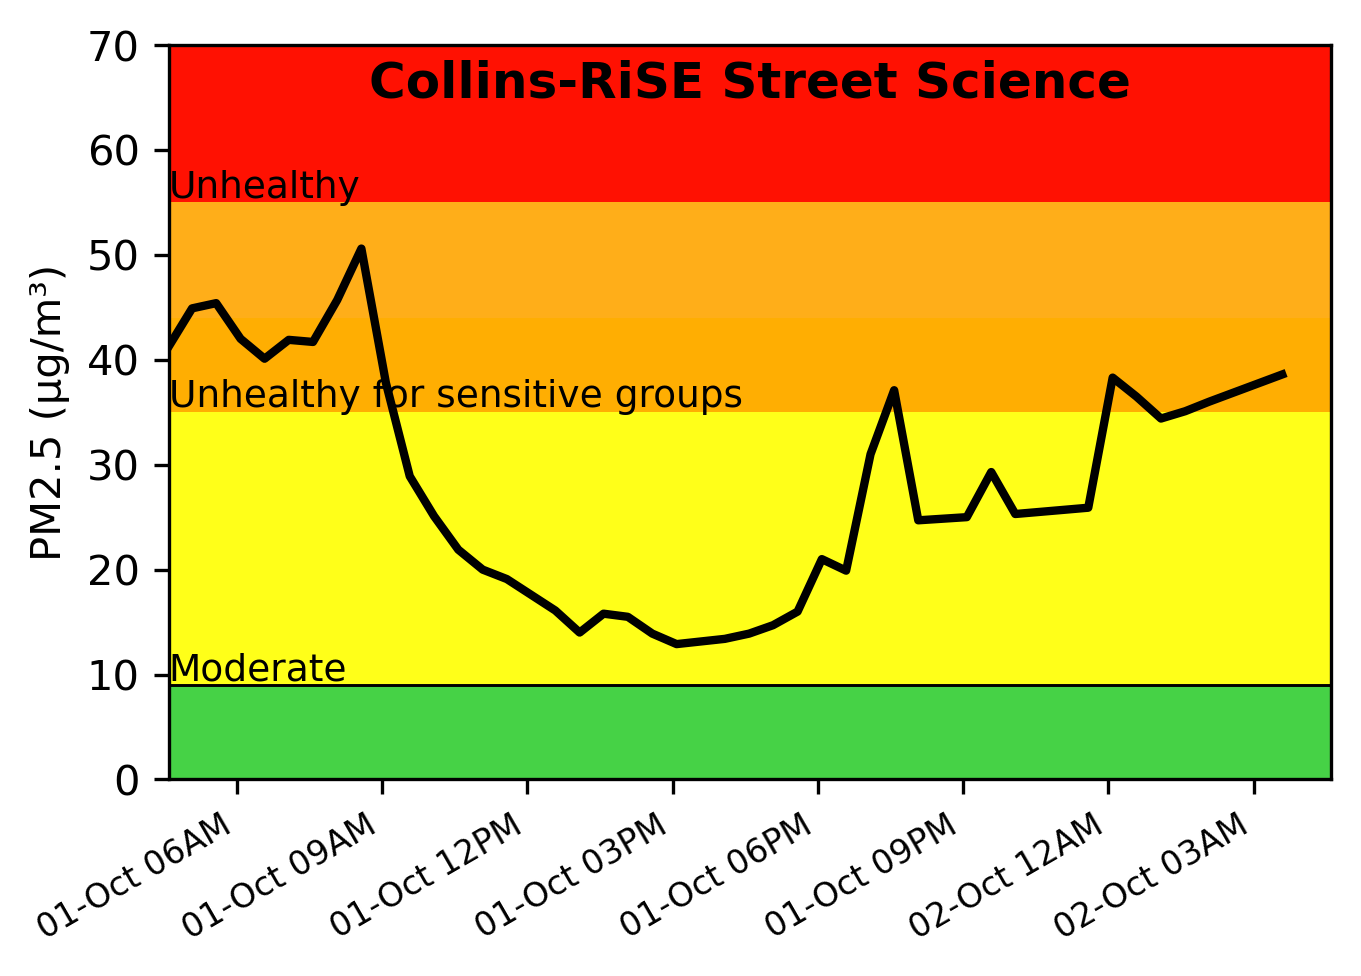 Collins-RiSE Street Science
PM2.5 (µg/m³)
70
60
50
40
30
20
10
0
Unhealthy
Unhealthy for sensitive groups
Moderate
01-Oct 06AM
01-Oct 09AM
01-Oct 12PM
01-Oct 03PM
01-Oct 06PM
01-Oct 09PM
02-Oct 12AM
02-Oct 03AM